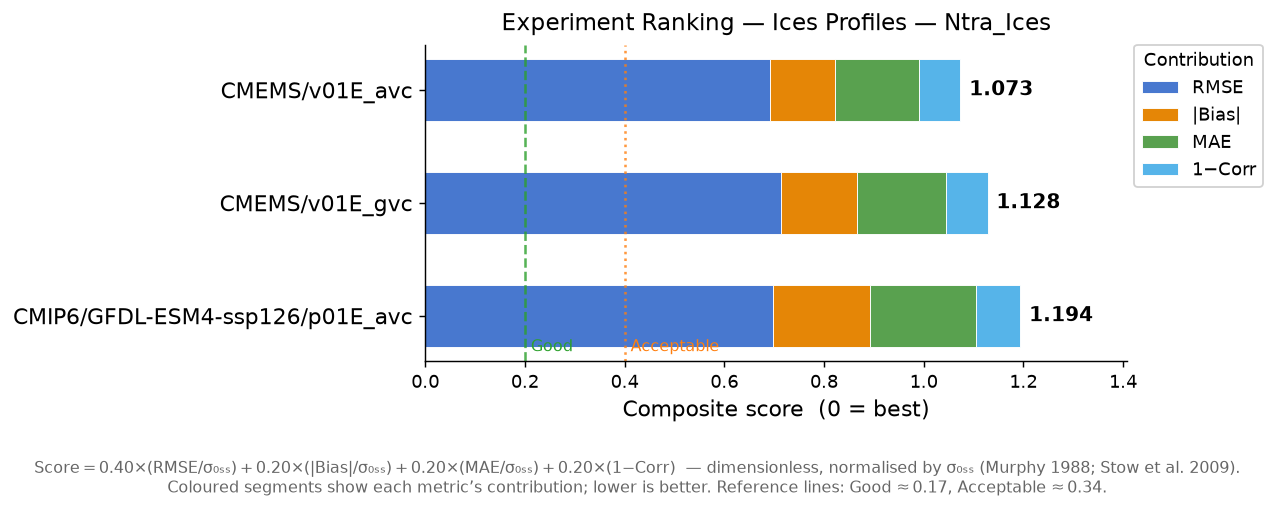 Experiment Ranking — Ices Profiles — Ntra_Ices
Contribution
RMSE
|Bias|
MAE
1−Corr
CMEMS/v01E_avc
1.073
CMEMS/v01E_gvc
1.128
CMIP6/GFDL-ESM4-ssp126/p01E_avc
1.194
Good
Acceptable
0.0 0.2 0.4 0.6 0.8 1.0 1.2 1.4
Composite score (0 = best)
Score = 0.40×(RMSE/σ₀ₛₛ) + 0.20×(|Bias|/σ₀ₛₛ) + 0.20×(MAE/σ₀ₛₛ) + 0.20×(1−Corr) — dimensionless, normalised by σ₀ₛₛ (Murphy 1988; Stow et al. 2009).
Coloured segments show each metric’s contribution; lower is better. Reference lines: Good ≈ 0.17, Acceptable ≈ 0.34.